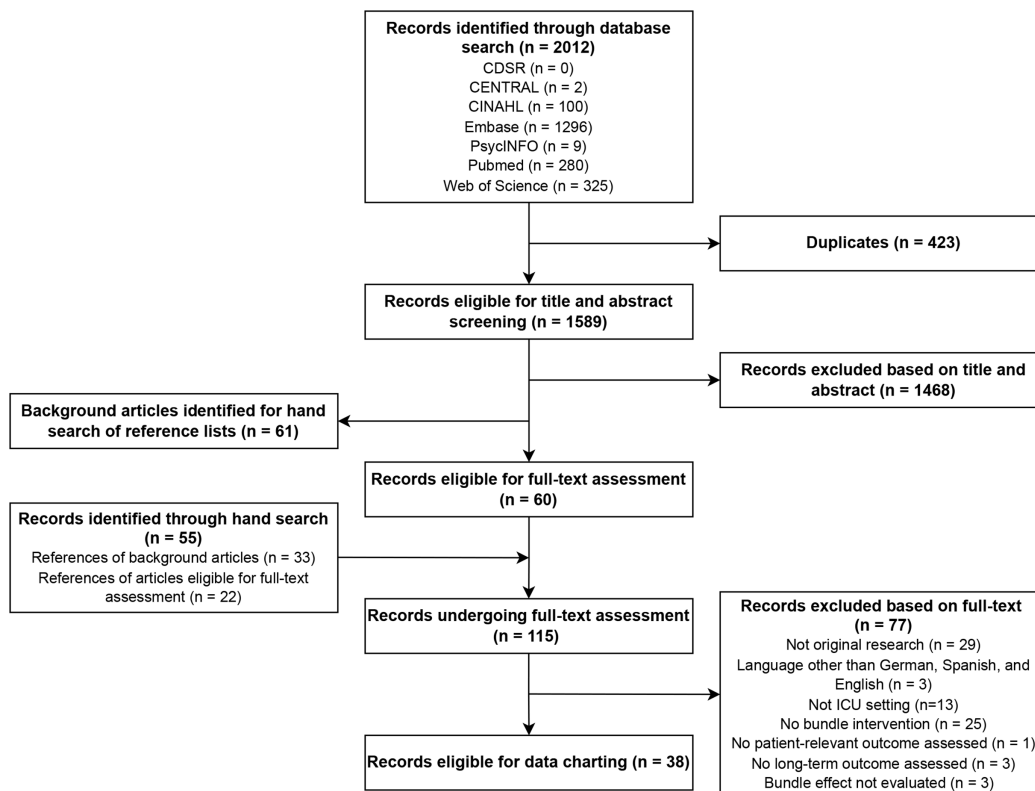 Records identified through database
search (n = 2012)
CDSR (n = 0)
CENTRAL (n = 2)
CINAHL (n = 100)
Embase (n = 1296)
PsycINFO (n = 9)
Pubmed (n = 280)
Web of Science (n = 325)
Duplicates (n = 423)
Records eligible for title and abstract
screening (n = 1589)
Records excluded based on title and
abstract (n = 1468)
Background articles identified for hand
search of reference lists (n = 61)
Records eligible for full-text assessment
(n = 60)
Records identified through hand search
(n = 55)
References of background articles (n = 33)
References of articles eligible for full-text
assessment (n = 22)
Records undergoing full-text assessment
(n = 115)
Records excluded based on full-text
(n = 77)
Not original research (n = 29)
Language other than German, Spanish, and
English (n = 3)
Not ICU setting (n=13)
No bundle intervention (n = 25)
No patient-relevant outcome assessed (n = 1)
No long-term outcome assessed (n = 3)
Bundle effect not evaluated (n = 3)
Records eligible for data charting (n = 38)